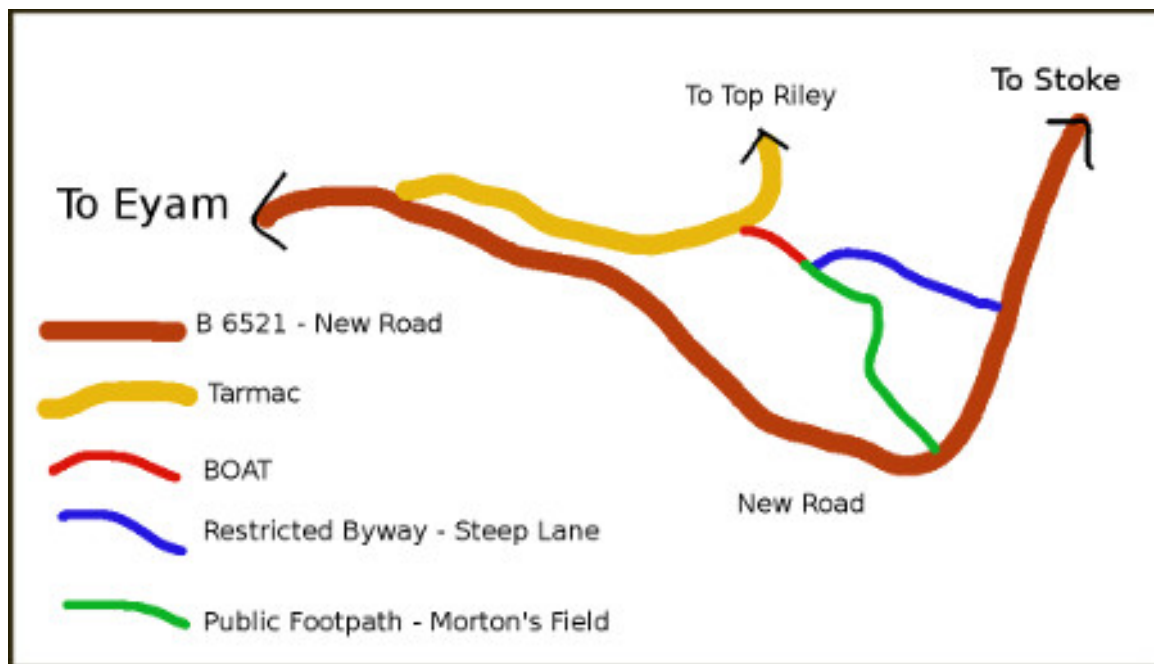 To Stoke
To Top Riley
To Eyam
B 6521 - New Road
Tarmac
BOAT
Restricted Byway - Steep Lane
Public Footpath - Morton's Field
New Road